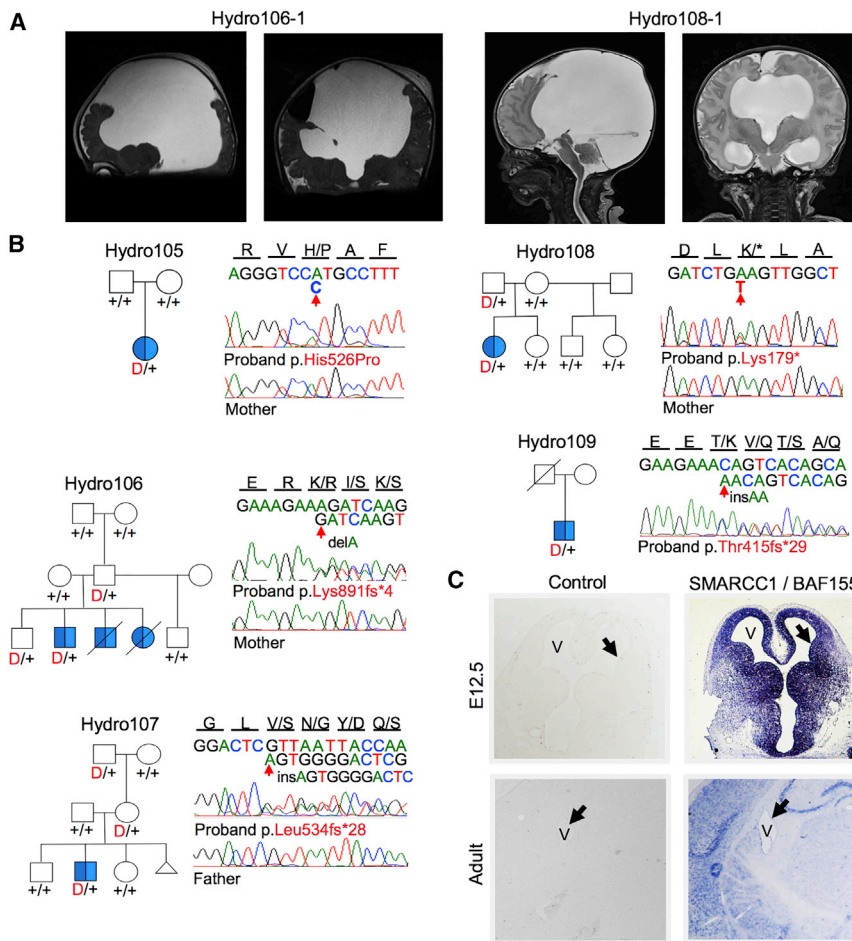 A
Hydro106-1
Hydro108-1
B
Hydro105
+/+
+/+
D/+
R V H/P A F
AGGGTCCATGCCTTT
C
Proband p.His526Pro
Mother
Hydro108
D/+
+/+
D/+
+/+
+/+
+/+
D L K/* L A
GATCTGAAGTTGGCT
T
Proband p.Lys179*
Mother
Hydro109
D/+
E E T/K V/Q T/S A/Q
GAAGAAACAGTCACAGCA
AACAGTCACAG
insAA
Proband p.Thr415fs*29
Hydro106
+/+
+/+
+/+
D/+
D/+
D/+
+/+
E R K/R I/S K/S
GAAAGAAAGATCAAG
GATCAAGT
delA
Proband p.Lys891fs*4
Mother
Hydro107
D/+
+/+
+/+
D/+
+/+
D/+
+/+
G L V/S N/G Y/D Q/S
GGACTCGTTAATTACCAA
AGTGGGGACTCG
insAGTGGGGACTC
Proband p.Leu534fs*28
Father
C
Control
SMARCC1 / BAF155
E12.5
V
V
Adult
V
V